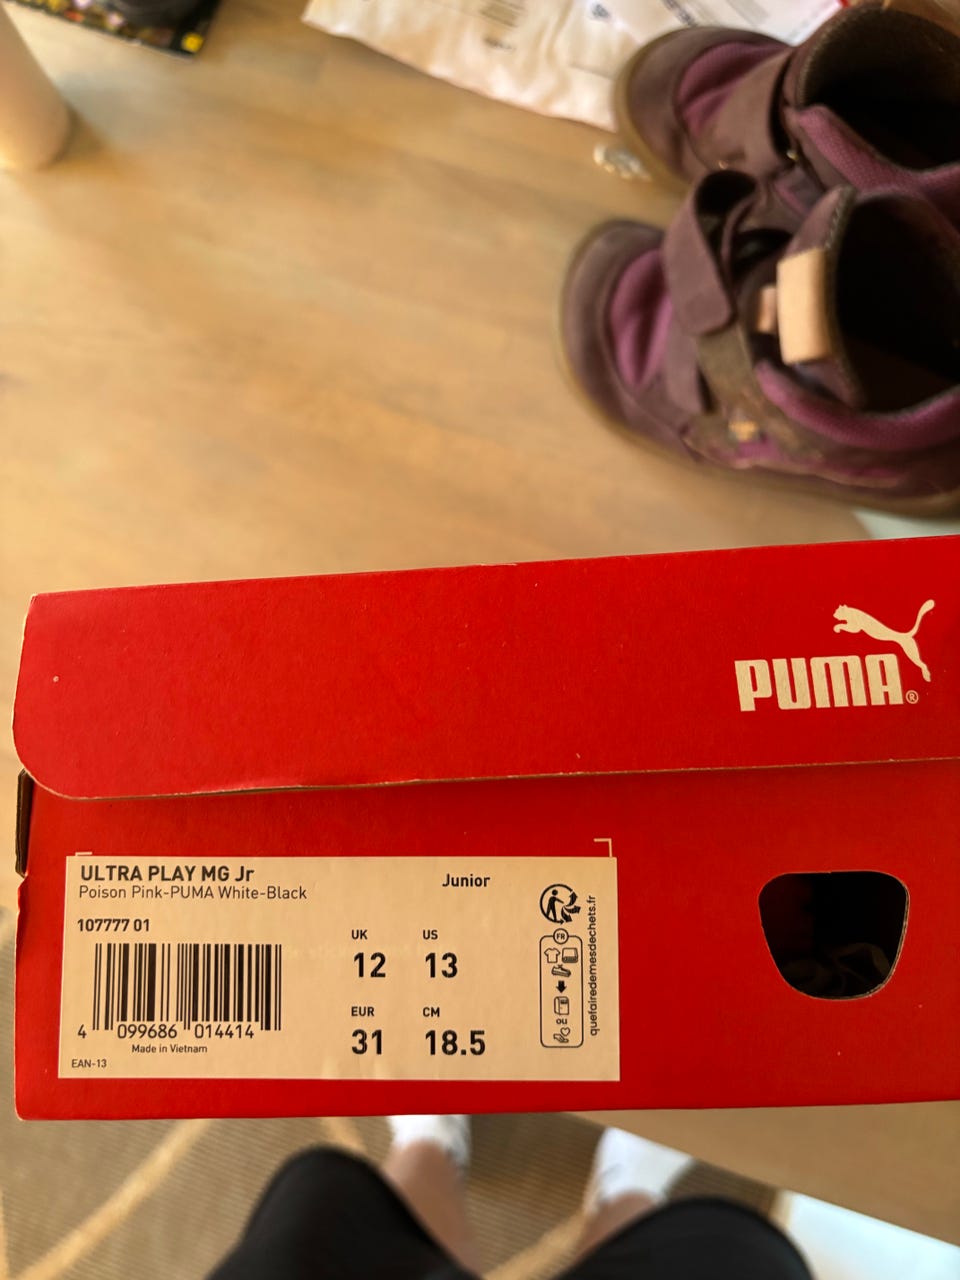 PUMA®
ULTRA PLAY MG Jr
Poison Pink-PUMA White-Black
Junior
107777 01
UK
US
12
13
EUR
CM
31
18.5
4 099686 014414
Made in Vietnam
EAN-13
FR
quefairedemesdechets.fr